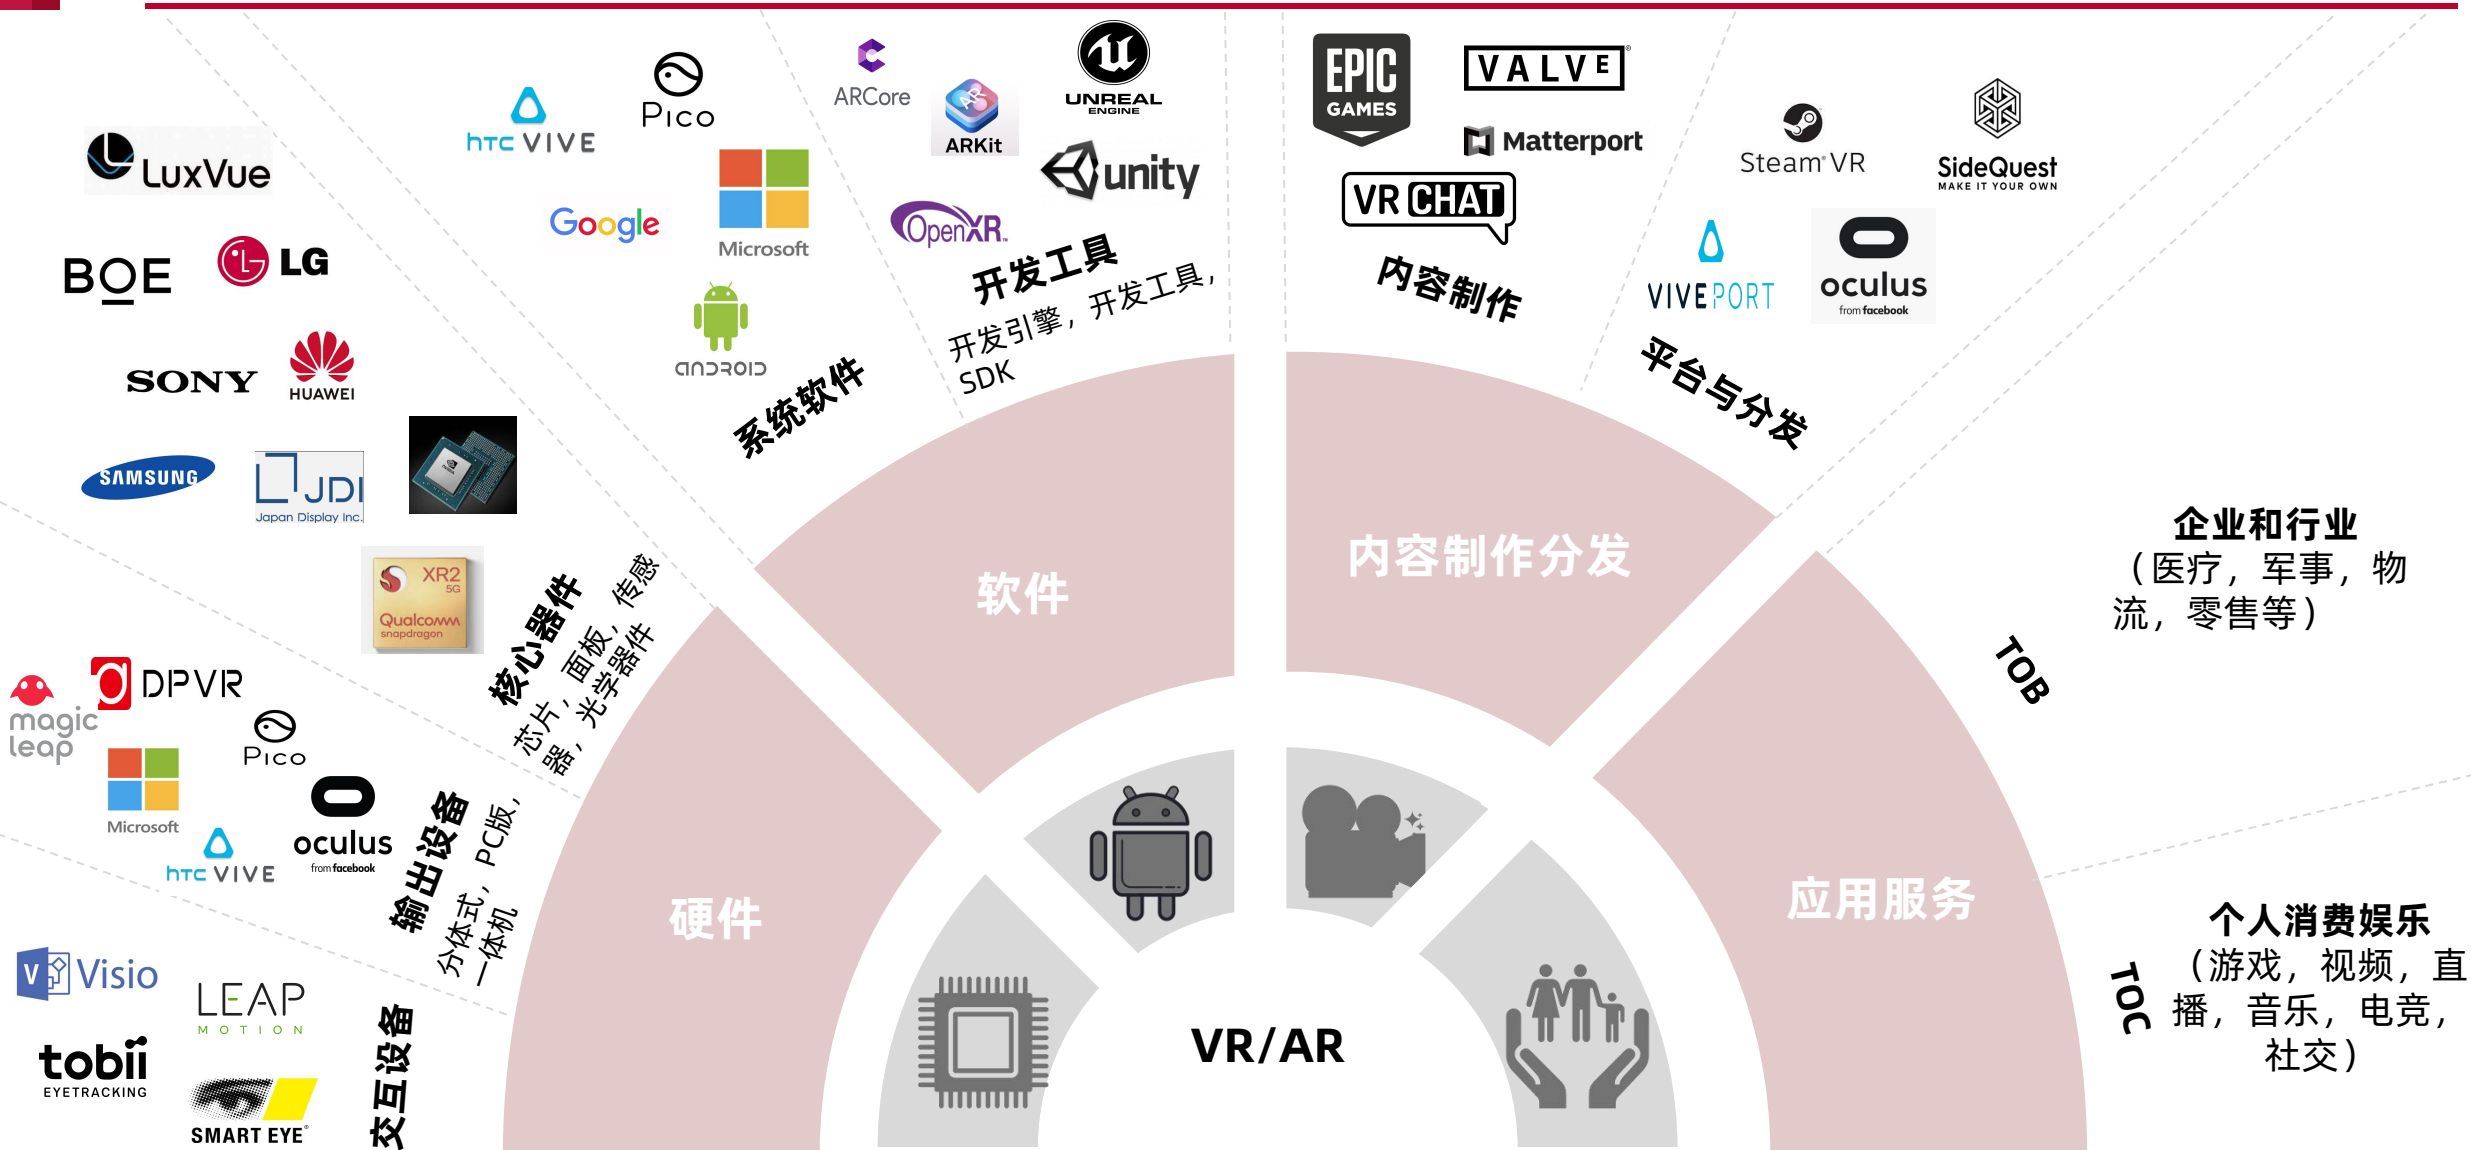 LuxVue
BOE
LG
SONY
HUAWEI
SAMSUNG
JDI
Japan Display Inc.
XR2
5G
Qualcomm
snapdragon
核心器件
芯片，面板，传感
器，光学器件
magic
leap
DPVR
Pico
Microsoft
oculus
from facebook
htc VIVE
输出设备
分体式，PC版，
一体机
Visio
LEAP
MOTION
tobii
EYETRACKING
SMART EYE®
交互设备
硬件
htc VIVE
Pico
Google
Microsoft
ANDROID
系统软件
ARCore
AR
ARKit
UNREAL
ENGINE
unity
OpenXR™
开发工具
开发引擎，开发工具，
SDK
软件
EPIC
GAMES
VALVE®
Matterport
VR CHAT
内容制作
Steam®VR
SideQuest
MAKE IT YOUR OWN
VIVEPORT
oculus
from facebook
平台与分发
内容制作分发
企业和行业
（医疗，军事，物
流，零售等）
TOB
应用服务
个人消费娱乐
（游戏，视频，直
播，音乐，电竞，
社交）
TOC
VR/AR